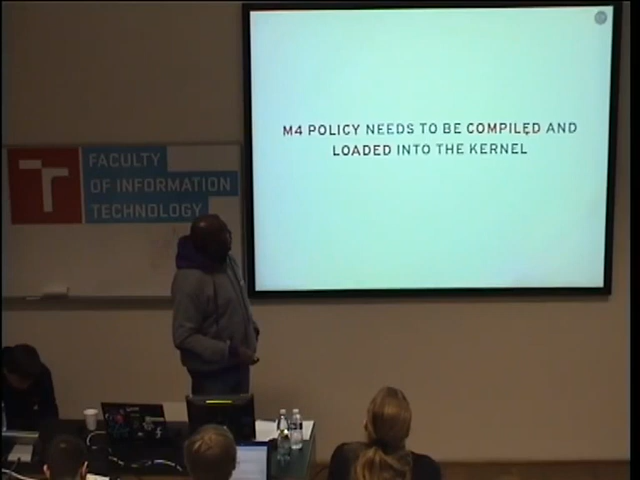 M4 POLICY NEEDS TO BE COMPILED AND
LOADED INTO THE KERNEL
FACULTY
OF INFORMATION
TECHNOLOGY